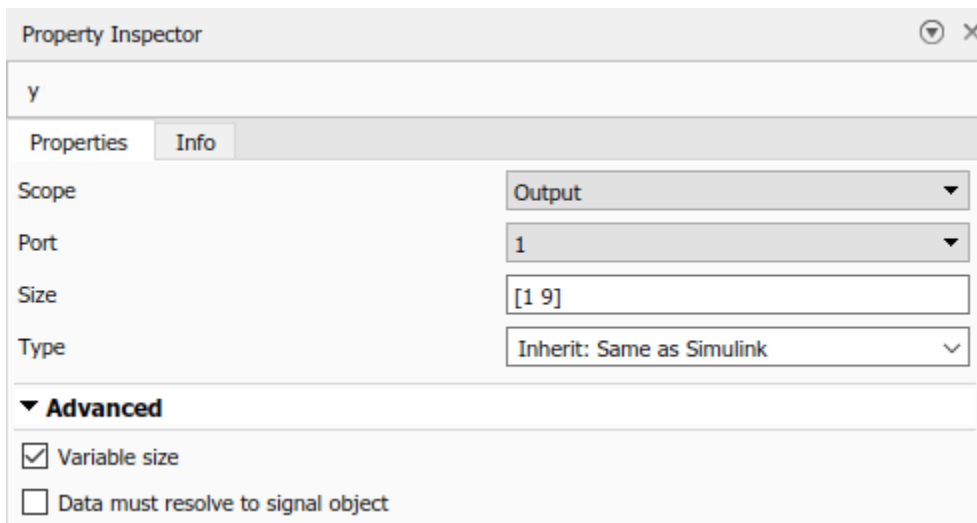 Property Inspector
y
Properties Info
Scope Output
Port 1
Size [1 9]
Type Inherit: Same as Simulink
Advanced
Variable size
Data must resolve to signal object